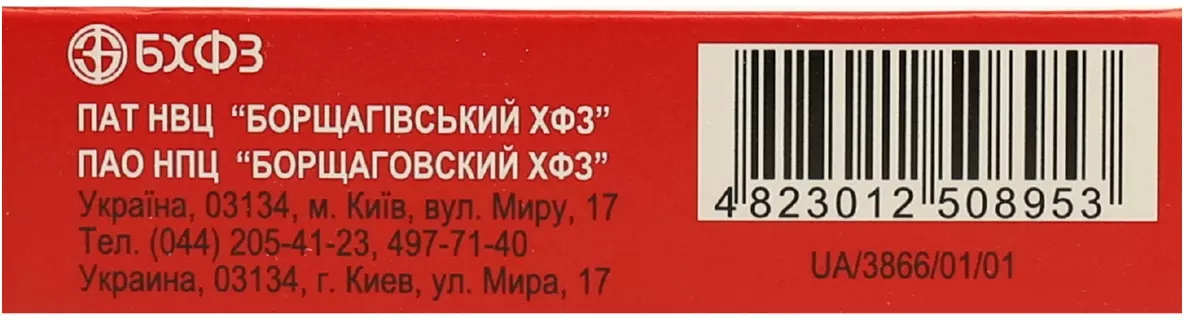 БХФЗ
ПАТ НВЦ "БОРЩАГІВСЬКИЙ ХФЗ"
ПАО НПЦ "БОРЩАГОВСКИЙ ХФЗ"
Україна, 03134, м. Київ, вул. Миру, 17
Тел. (044) 205-41-23, 497-71-40
Украина, 03134, г. Киев, ул. Мира, 17
4 823012 508953
UA/3866/01/01